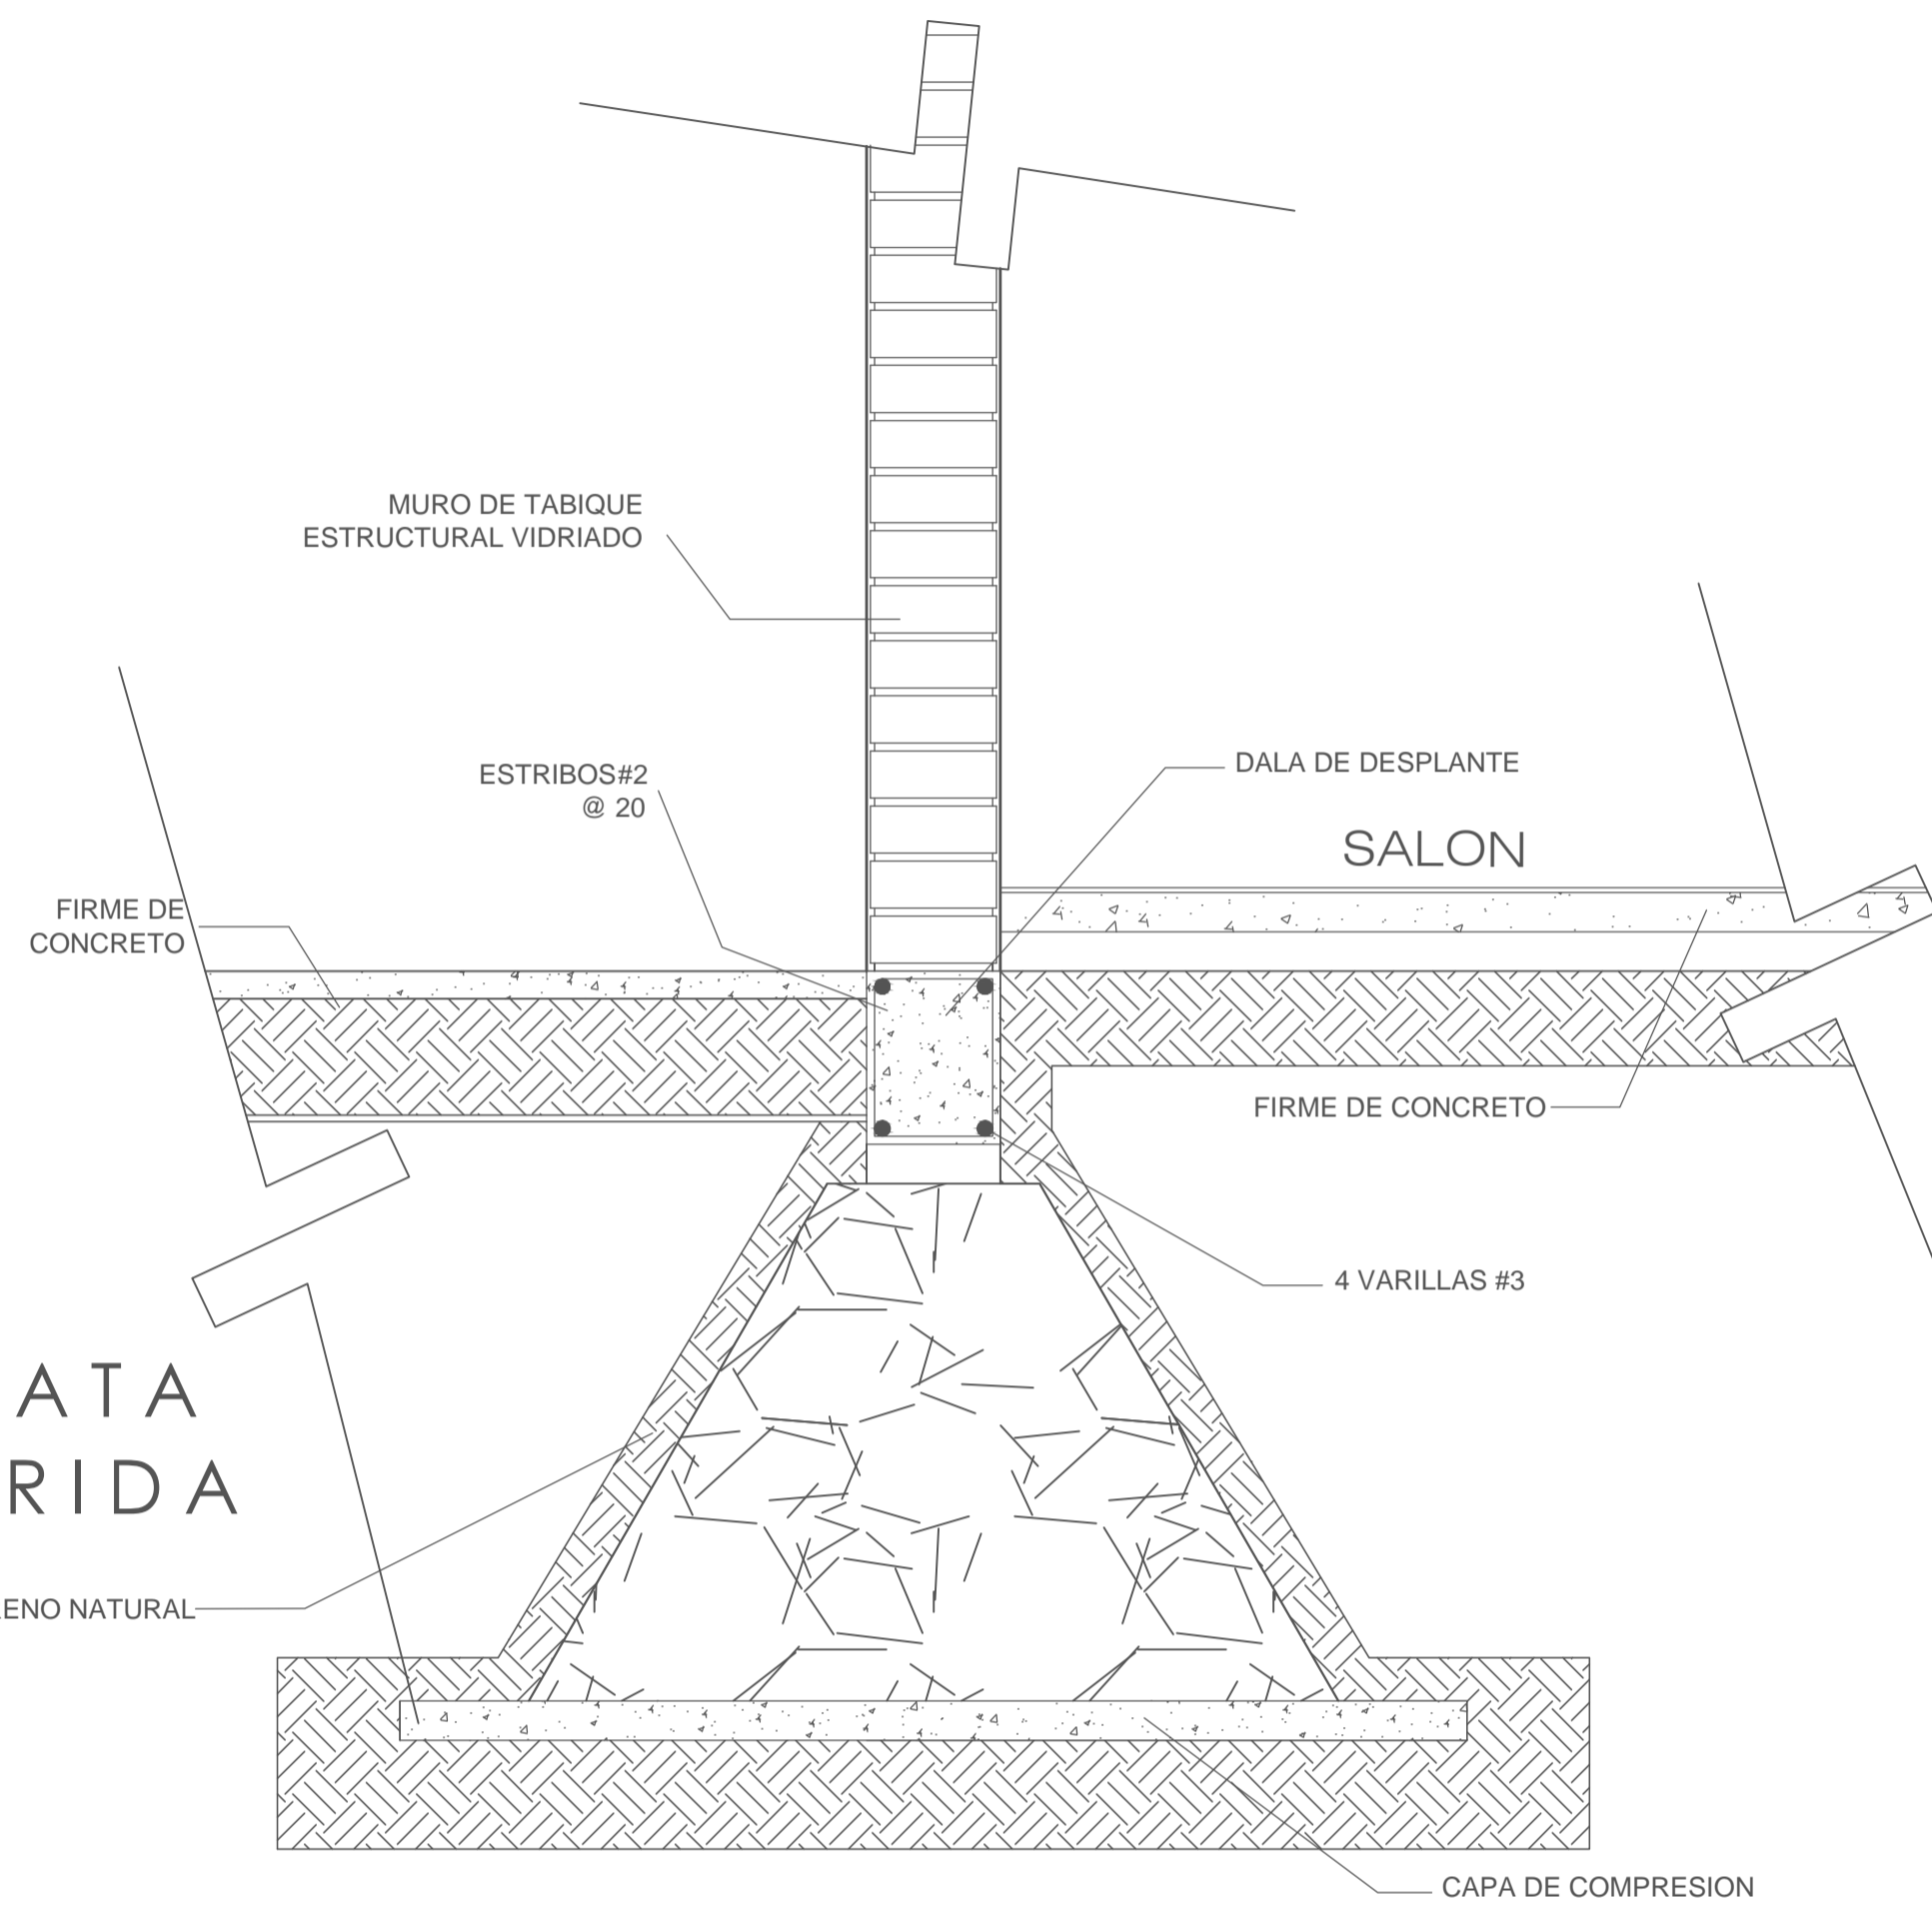 MURO DE TABIQUE
ESTRUCTURAL VIDRIADO
ESTRIBOS#2
@ 20
DALA DE DESPLANTE
SALON
FIRME DE
CONCRETO
FIRME DE CONCRETO
4 VARILLAS #3
ATA
RIDA
ENO NATURAL
CAPA DE COMPRESION